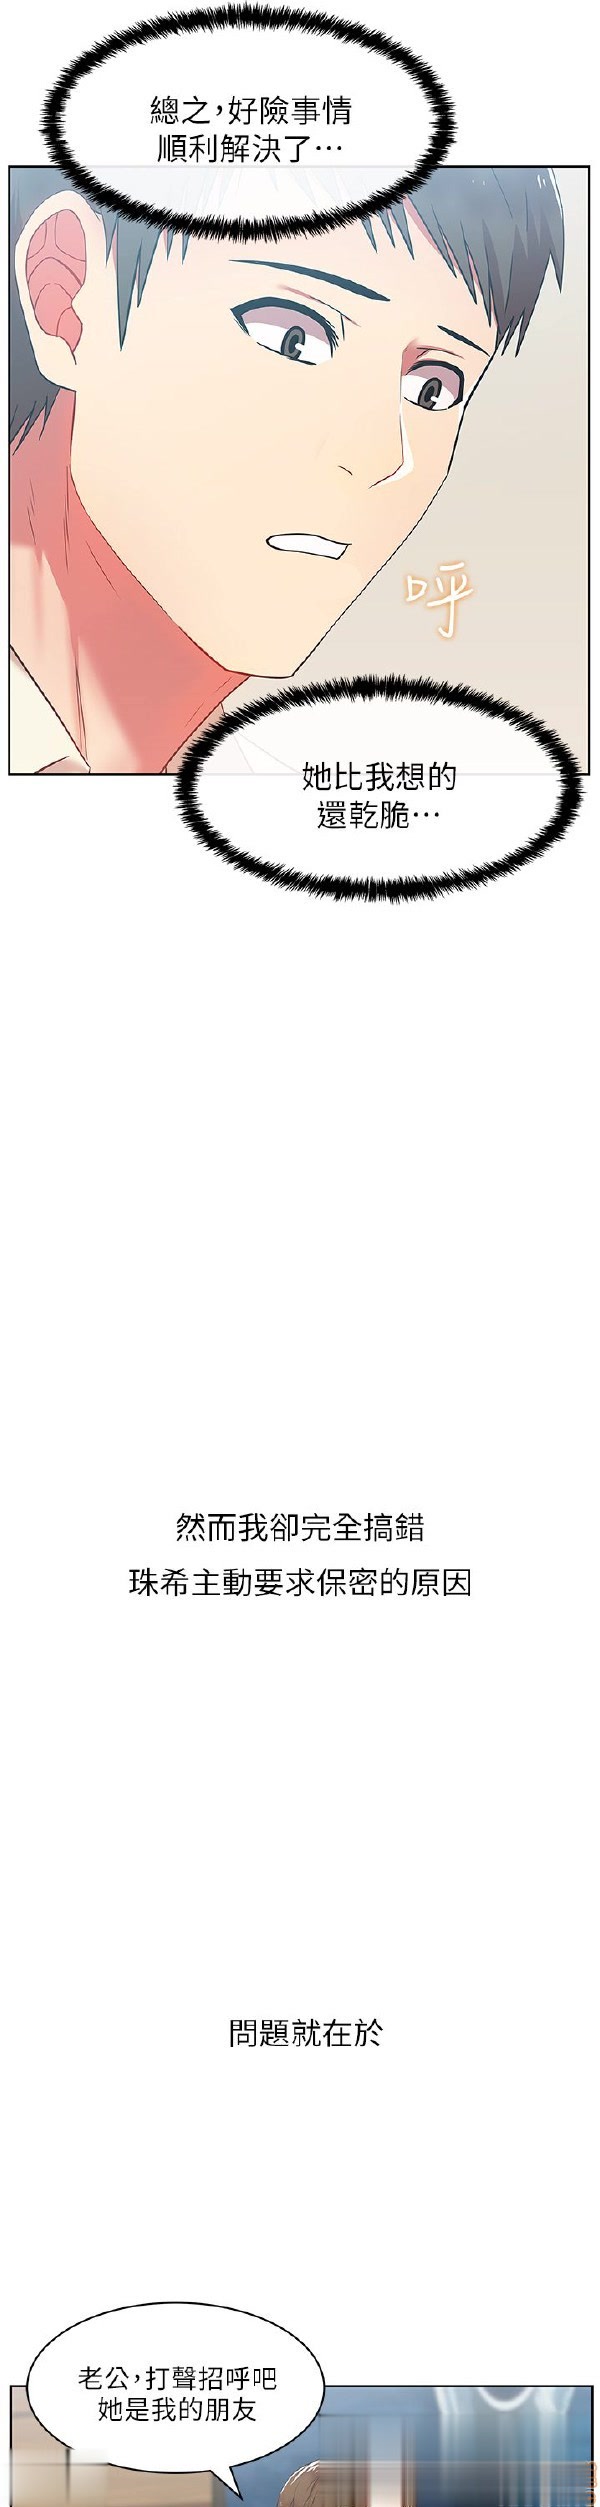 總之，好險事情
順利解決了…
呼
她比我想的
還乾脆…
然而我卻完全搞錯
珠希主動要求保密的原因
問題就在於
老公，打聲招呼吧
她是我的朋友